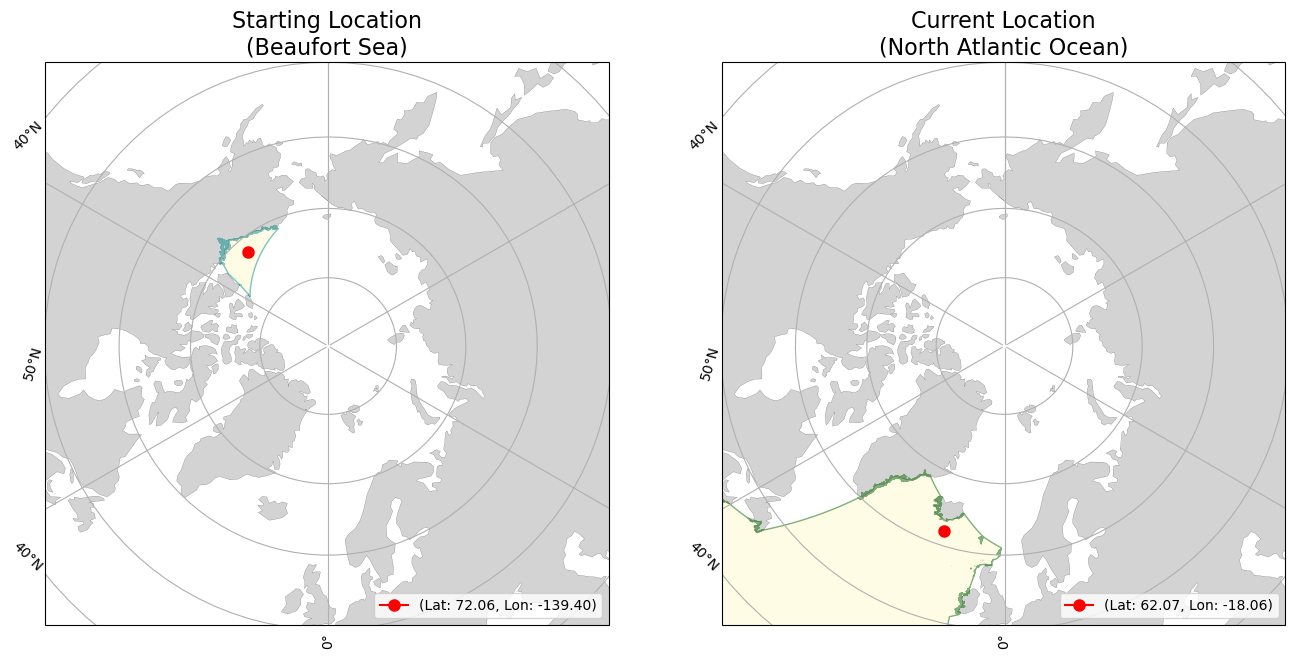 Starting Location
(Beaufort Sea)
40°N
50°N
40°N
0°
(Lat: 72.06, Lon: -139.40)
Current Location
(North Atlantic Ocean)
40°N
50°N
40°N
0°
(Lat: 62.07, Lon: -18.06)